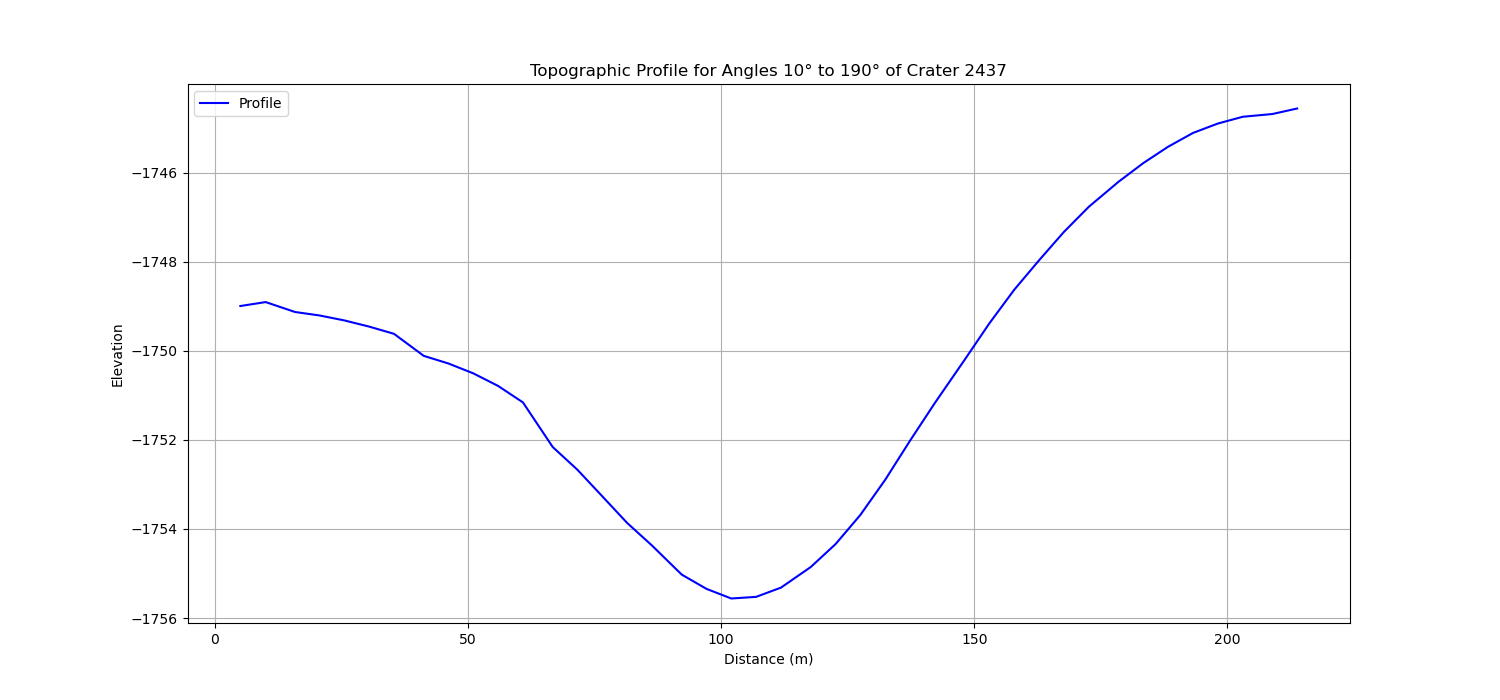 Topographic Profile for Angles 10° to 190° of Crater 2437
Profile
−1746
−1748
−1750
−1752
−1754
−1756
Elevation
0 50 100 150 200
Distance (m)